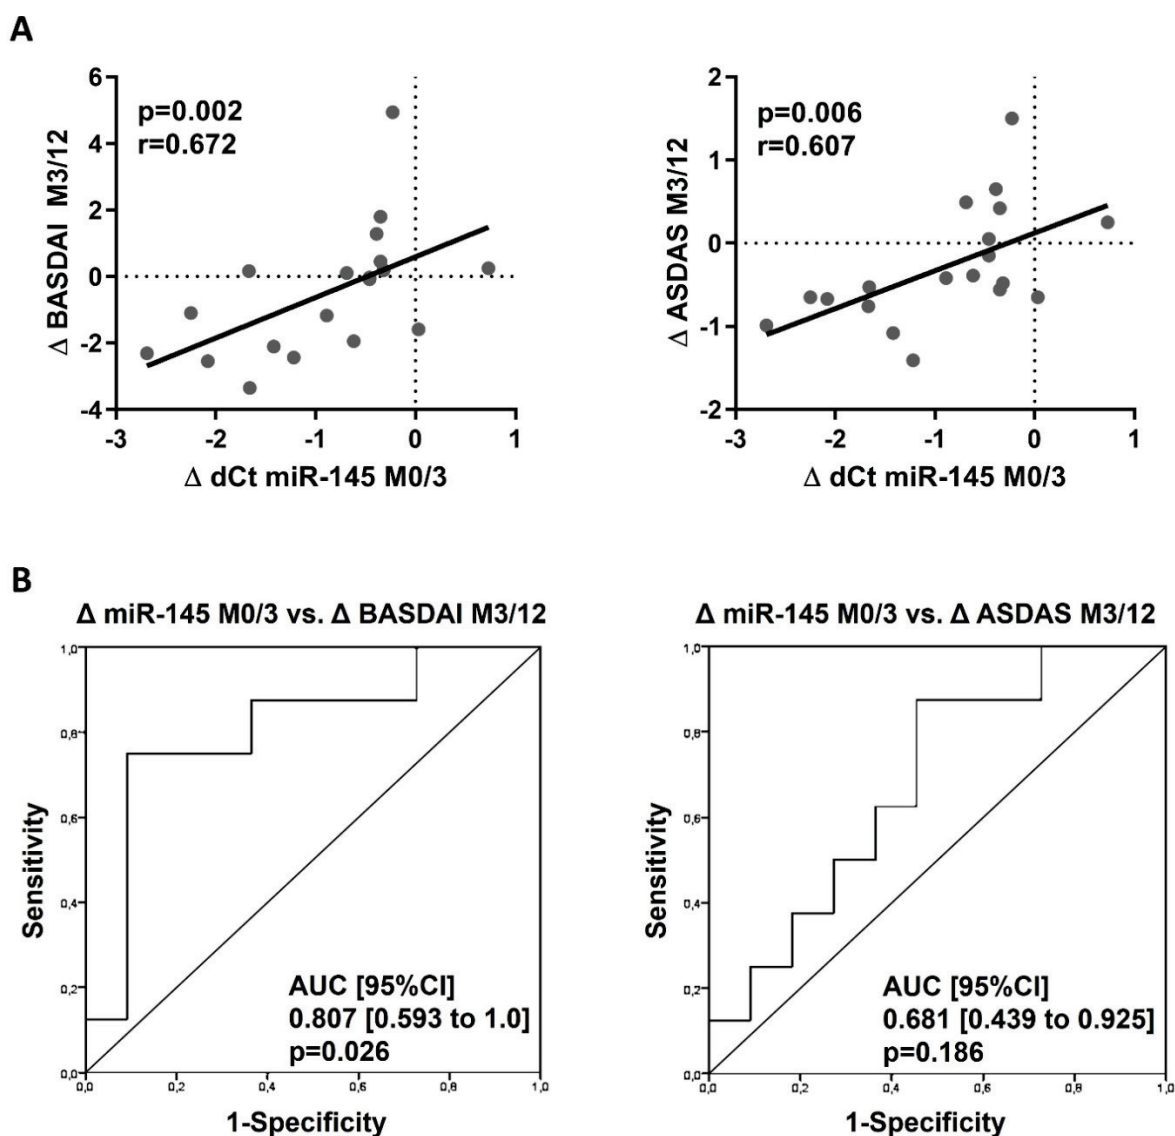 A
p=0.002
r=0.672
Δ BASDAI M3/12
6
4
2
0
-2
-4
-3 -2 -1 0 1
Δ dCt miR-145 M0/3
p=0.006
r=0.607
Δ ASDAS M3/12
2
1
0
-1
-2
-3 -2 -1 0 1
Δ dCt miR-145 M0/3
B
Δ miR-145 M0/3 vs. Δ BASDAI M3/12
Sensitivity
1,0
0,8
0,6
0,4
0,2
0,0
AUC [95%CI]
0.807 [0.593 to 1.0]
p=0.026
0,0 0,2 0,4 0,6 0,8 1,0
1-Specificity
Δ miR-145 M0/3 vs. Δ ASDAS M3/12
Sensitivity
1,0
0,8
0,6
0,4
0,2
0,0
AUC [95%CI]
0.681 [0.439 to 0.925]
p=0.186
0,0 0,2 0,4 0,6 0,8 1,0
1-Specificity